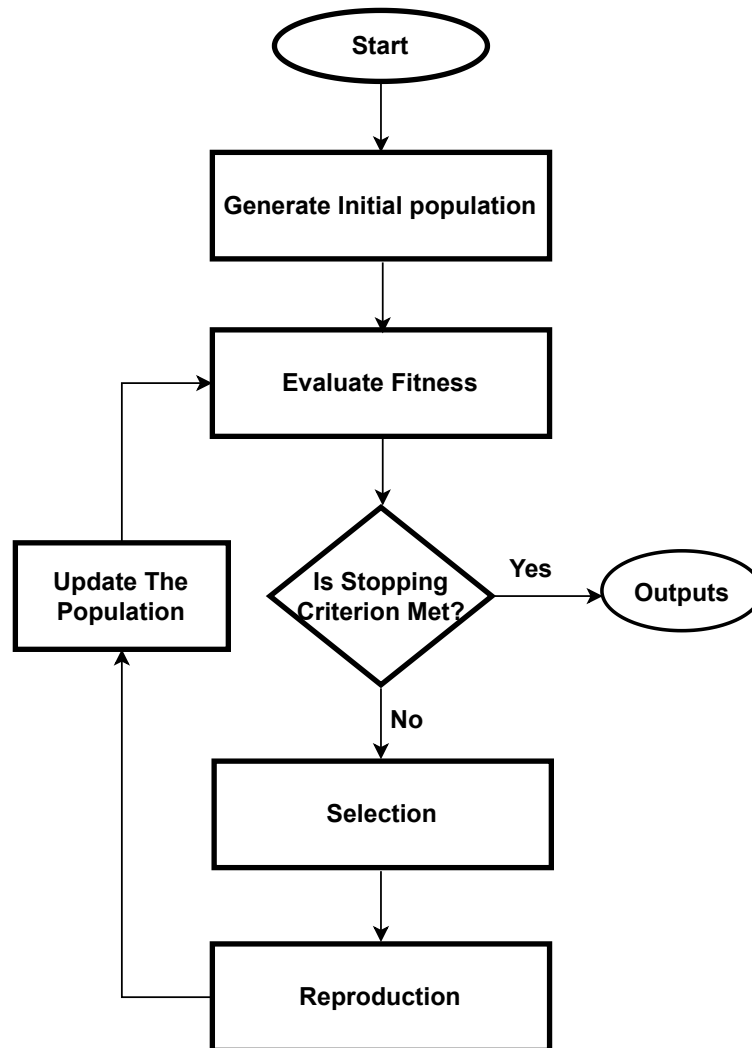 Start
Generate Initial population
Evaluate Fitness
Update The
Population
Is Stopping
Criterion Met?
Yes
Outputs
No
Selection
Reproduction